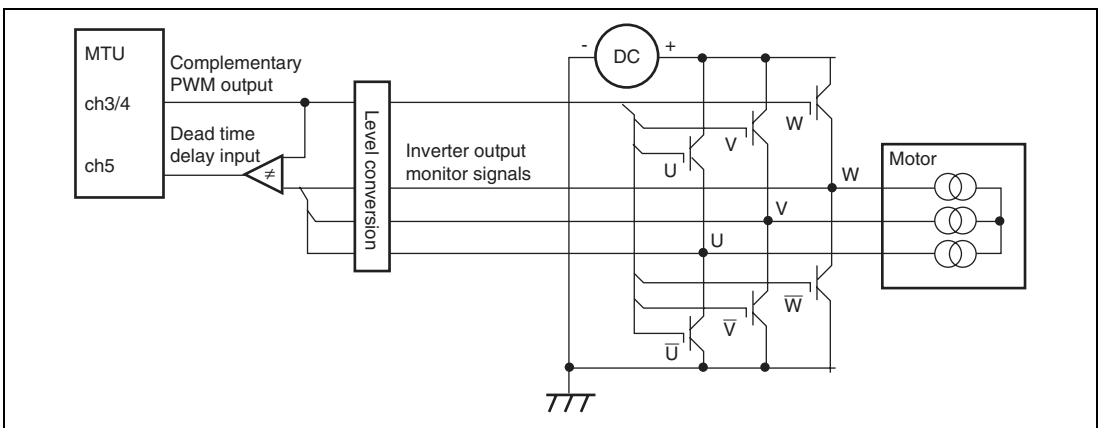 MTU
ch3/4
ch5
Complementary
PWM output
Dead time
delay input
≠
Level conversion
Inverter output
monitor signals
- DC +
U
V
W
W
V
U
U̅
V̅
W̅
Motor